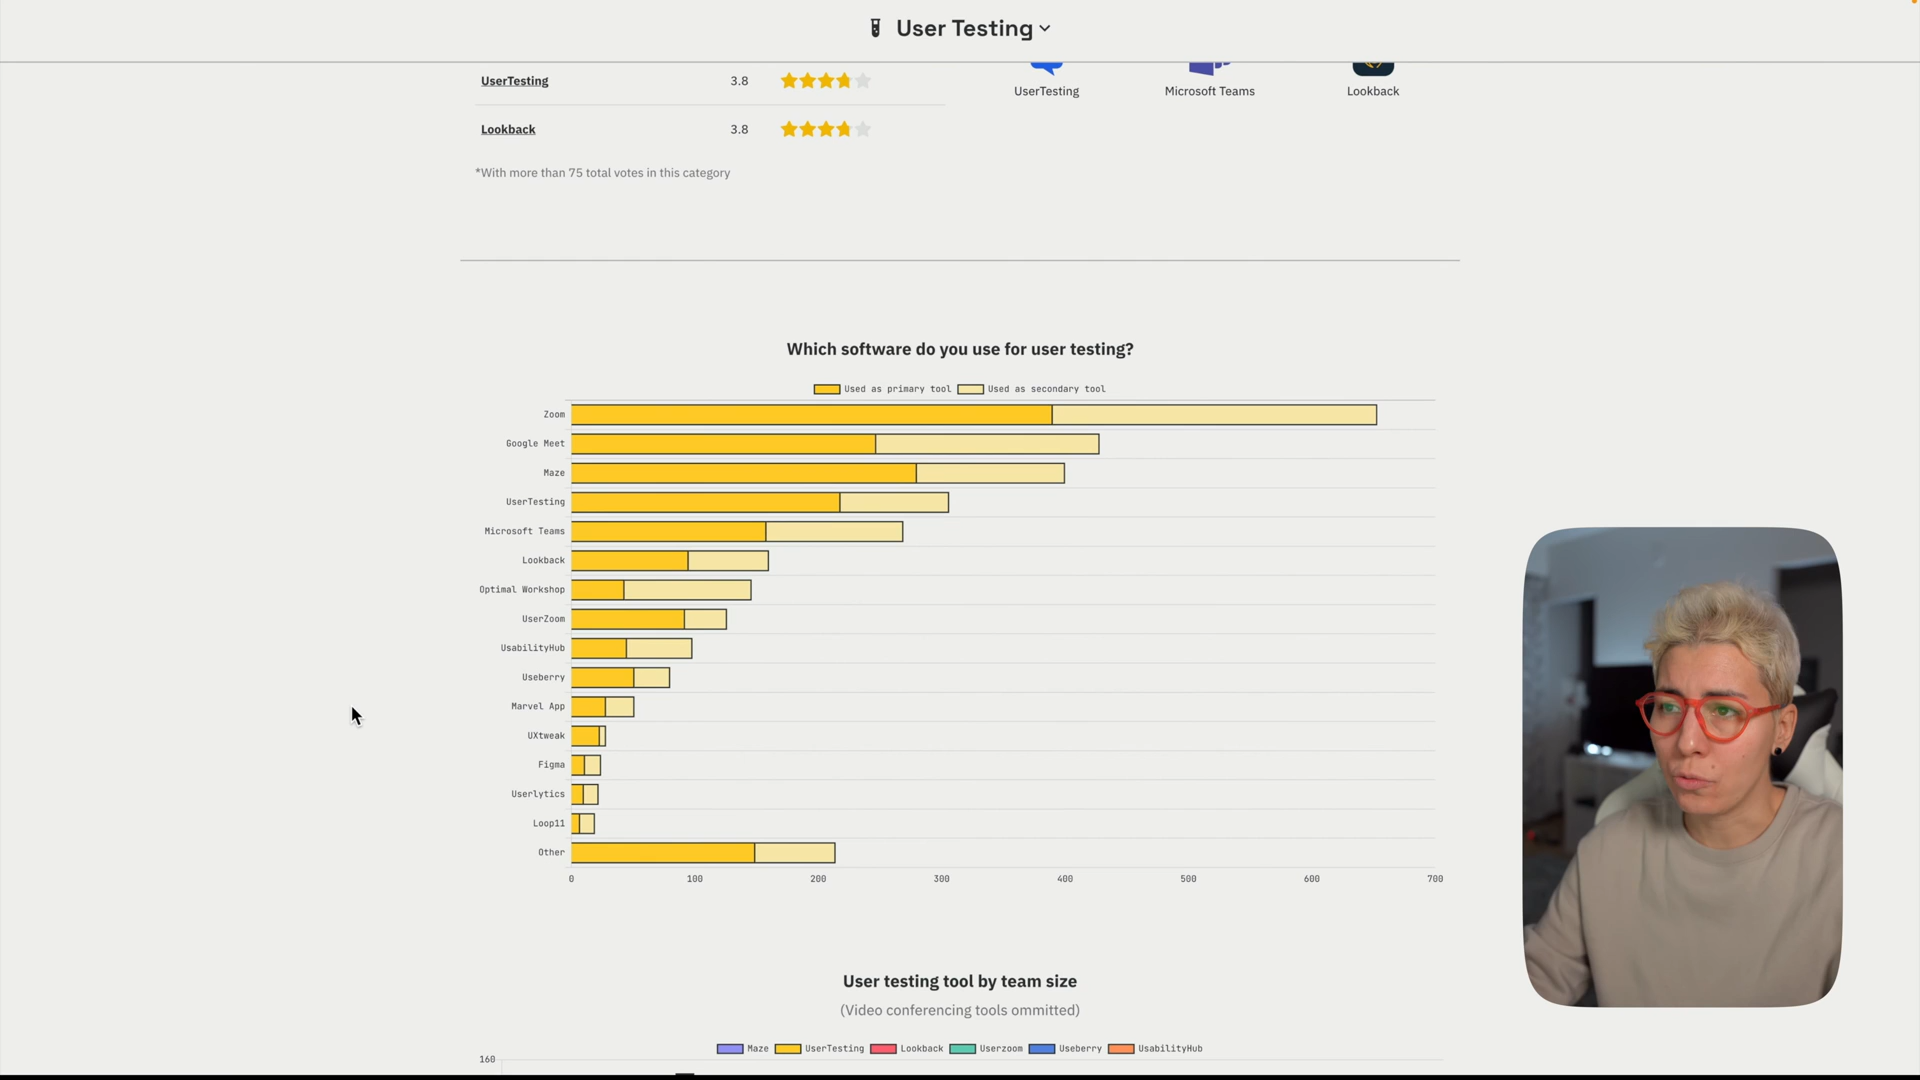 User Testing
UserTesting 3.8
UserTesting Microsoft Teams Lookback
Lookback 3.8
*With more than 75 total votes in this category
Which software do you use for user testing?
Used as primary tool Used as secondary tool
Zoom
Google Meet
Maze
UserTesting
Microsoft Teams
Lookback
Optimal Workshop
UserZoom
UsabilityHub
Useberry
Marvel App
UXtweak
Figma
Userlytics
Loop11
Other
0 100 200 300 400 500 600 700
User testing tool by team size
(Video conferencing tools ommitted)
Maze UserTesting Lookback Userzoom Useberry UsabilityHub
160